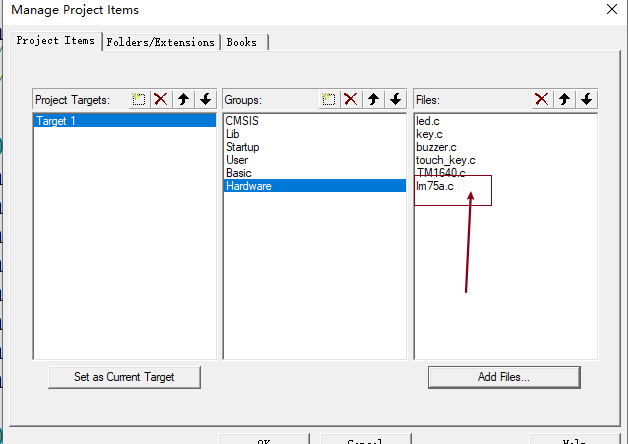 Manage Project Items
Project Items
Folders/Extensions
Books
Project Targets:
Groups:
Files:
Target 1
CMSIS
Lib
Startup
User
Basic
Hardware
led.c
key.c
buzzer.c
touch_key.c
TM1640.c
lm75a.c
Set as Current Target
Add Files...
OK
Cancel
Help